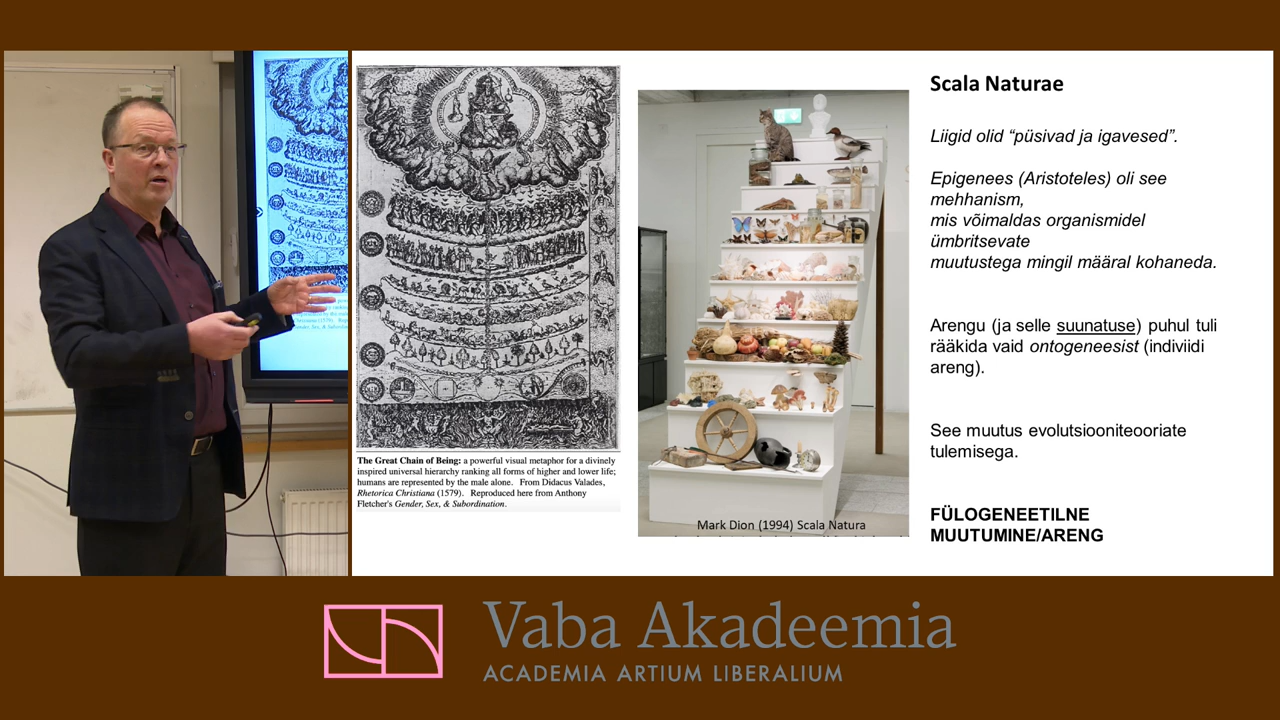 Scala Naturae
Liigid olid “püsivad ja igavesed”.
Epigenees (Aristoteles) oli see
mehhanism,
mis võimaldas organismidel
ümbritsevate
muutustega mingil määral kohaneda.
Arengu (ja selle suunatuse) puhul tuli
rääkida vaid ontogeneesist (indiviidi
areng).
See muutus evolutsiooniteooriate
tulemisega.
FÜLOGENEETILNE
MUUTUMINE/ARENG
The Great Chain of Being: a powerful visual metaphor for a divinely
inspired universal hierarchy ranking all forms of higher and lower life;
humans are represented by the male alone. From Didacus Valades,
Rhetorica Christiana (1579). Reproduced here from Anthony
Fletcher's Gender, Sex, & Subordination.
Mark Dion (1994) Scala Natura
Vaba Akadeemia
ACADEMIA ARTIUM LIBERALIUM